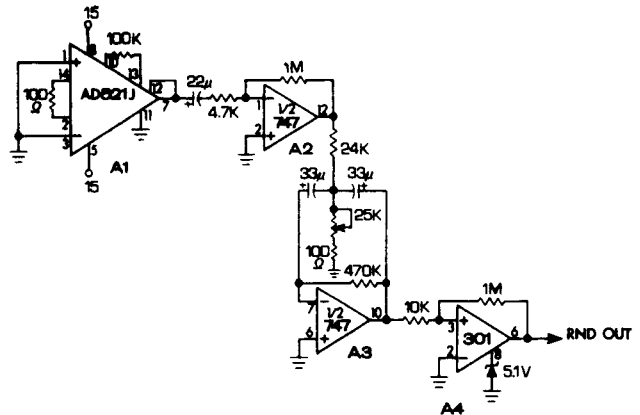 15
8
100K
10
13
1
+
14
100
Ω
AD521J
12
7
2
-
3
11
5
15
A1
22μ
+
4.7K
1M
1
-
1/2
747
12
2
+
A2
24K
33μ
+
33μ
+
25K
100
Ω
470K
7
-
1/2
747
10
6
+
A3
10K
1M
3
+
301
6
2
-
8
5.1V
RND OUT
A4